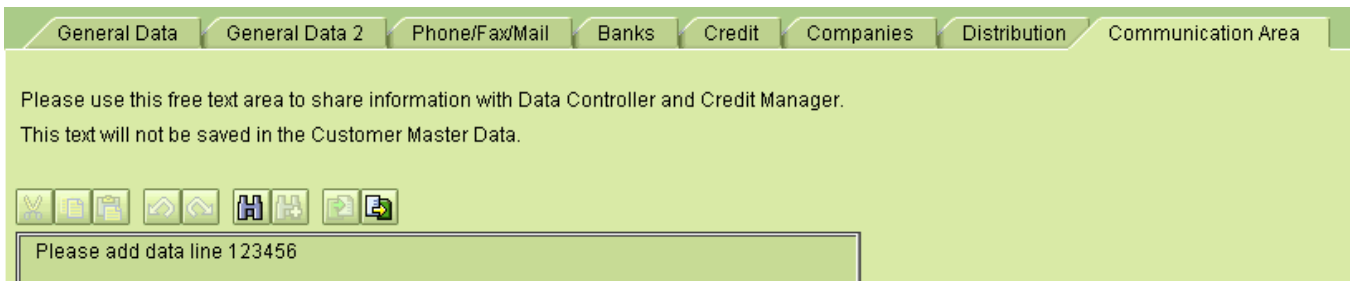 General Data General Data 2 Phone/Fax/Mail Banks Credit Companies Distribution Communication Area
Please use this free text area to share information with Data Controller and Credit Manager.
This text will not be saved in the Customer Master Data.
Please add data line 123456